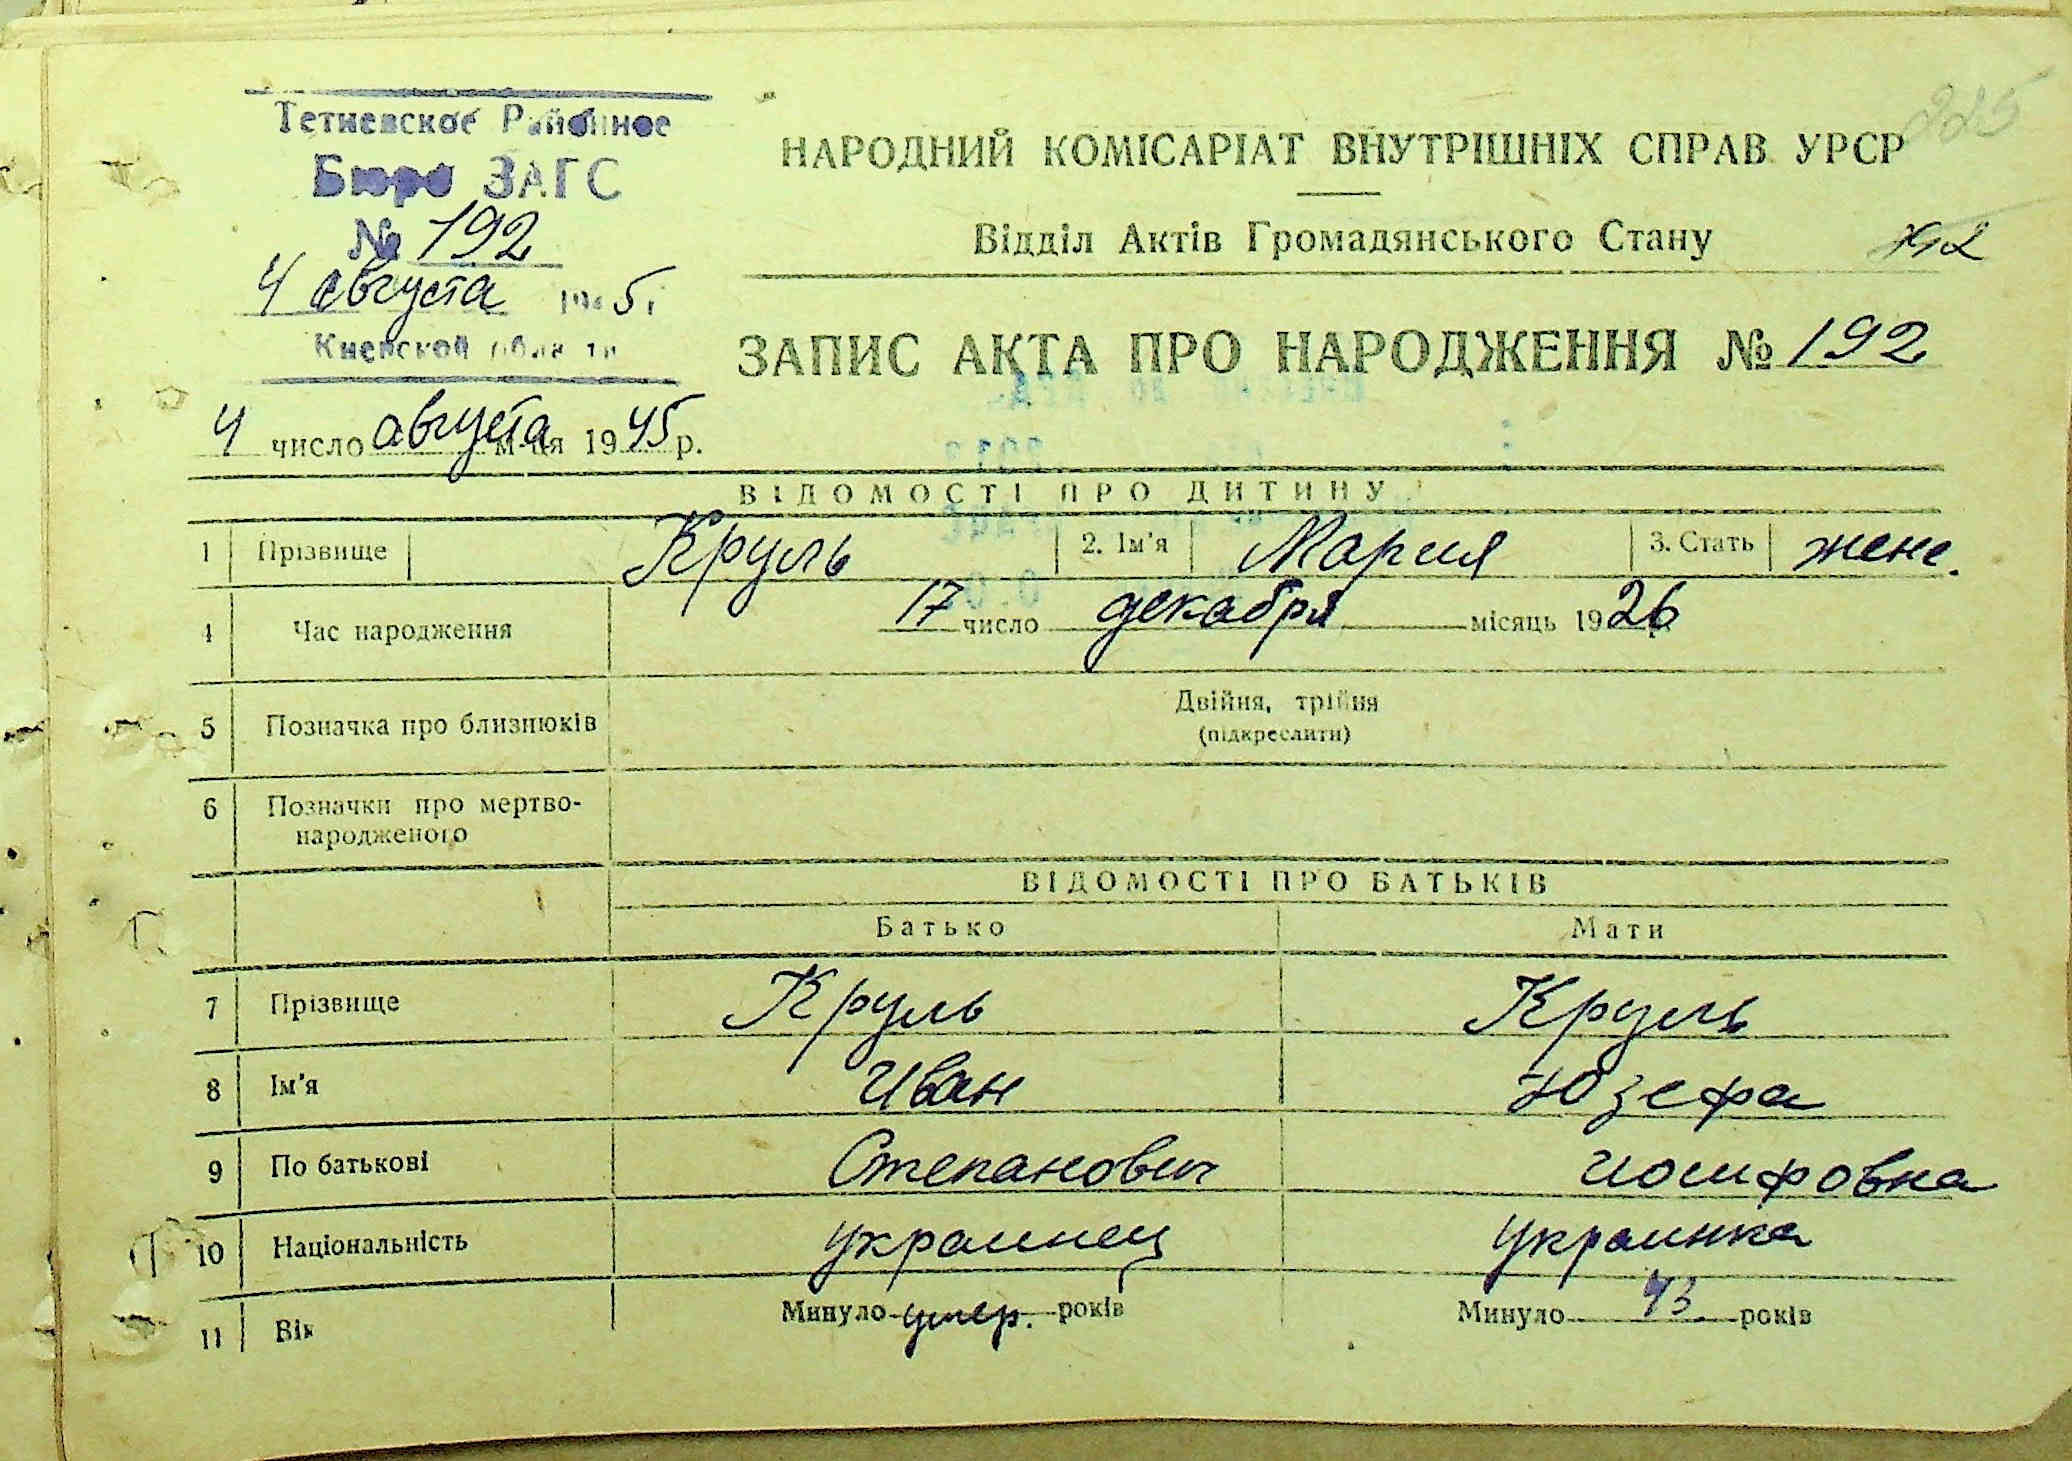 225
Тетиевское Районное
Бюро ЗАГС
№ 192
4 августа 1945 г.
Киевской области
НАРОДНИЙ КОМІСАРІАТ ВНУТРІШНІХ СПРАВ УРСР
Відділ Актів Громадянського Стану
ЗАПИС АКТА ПРО НАРОДЖЕННЯ № 192
4 число августа м-ця 1945 р.
ВІДОМОСТІ ПРО ДИТИНУ
1 Прізвище Круль 2. Ім'я Мария 3. Стать женс.
4 Час народження 17 число декабря місяць 1926
5 Позначка про близнюків Двійня, трійня
(підкреслити)
6 Позначки про мертво-
народженого
ВІДОМОСТІ ПРО БАТЬКІВ
Батько Мати
7 Прізвище Круль Круль
8 Ім'я Иван Юзефа
9 По батькові Степанович Иосифовна
10 Національність украинец украинка
11 Вік Минуло умер. років Минуло 43 років